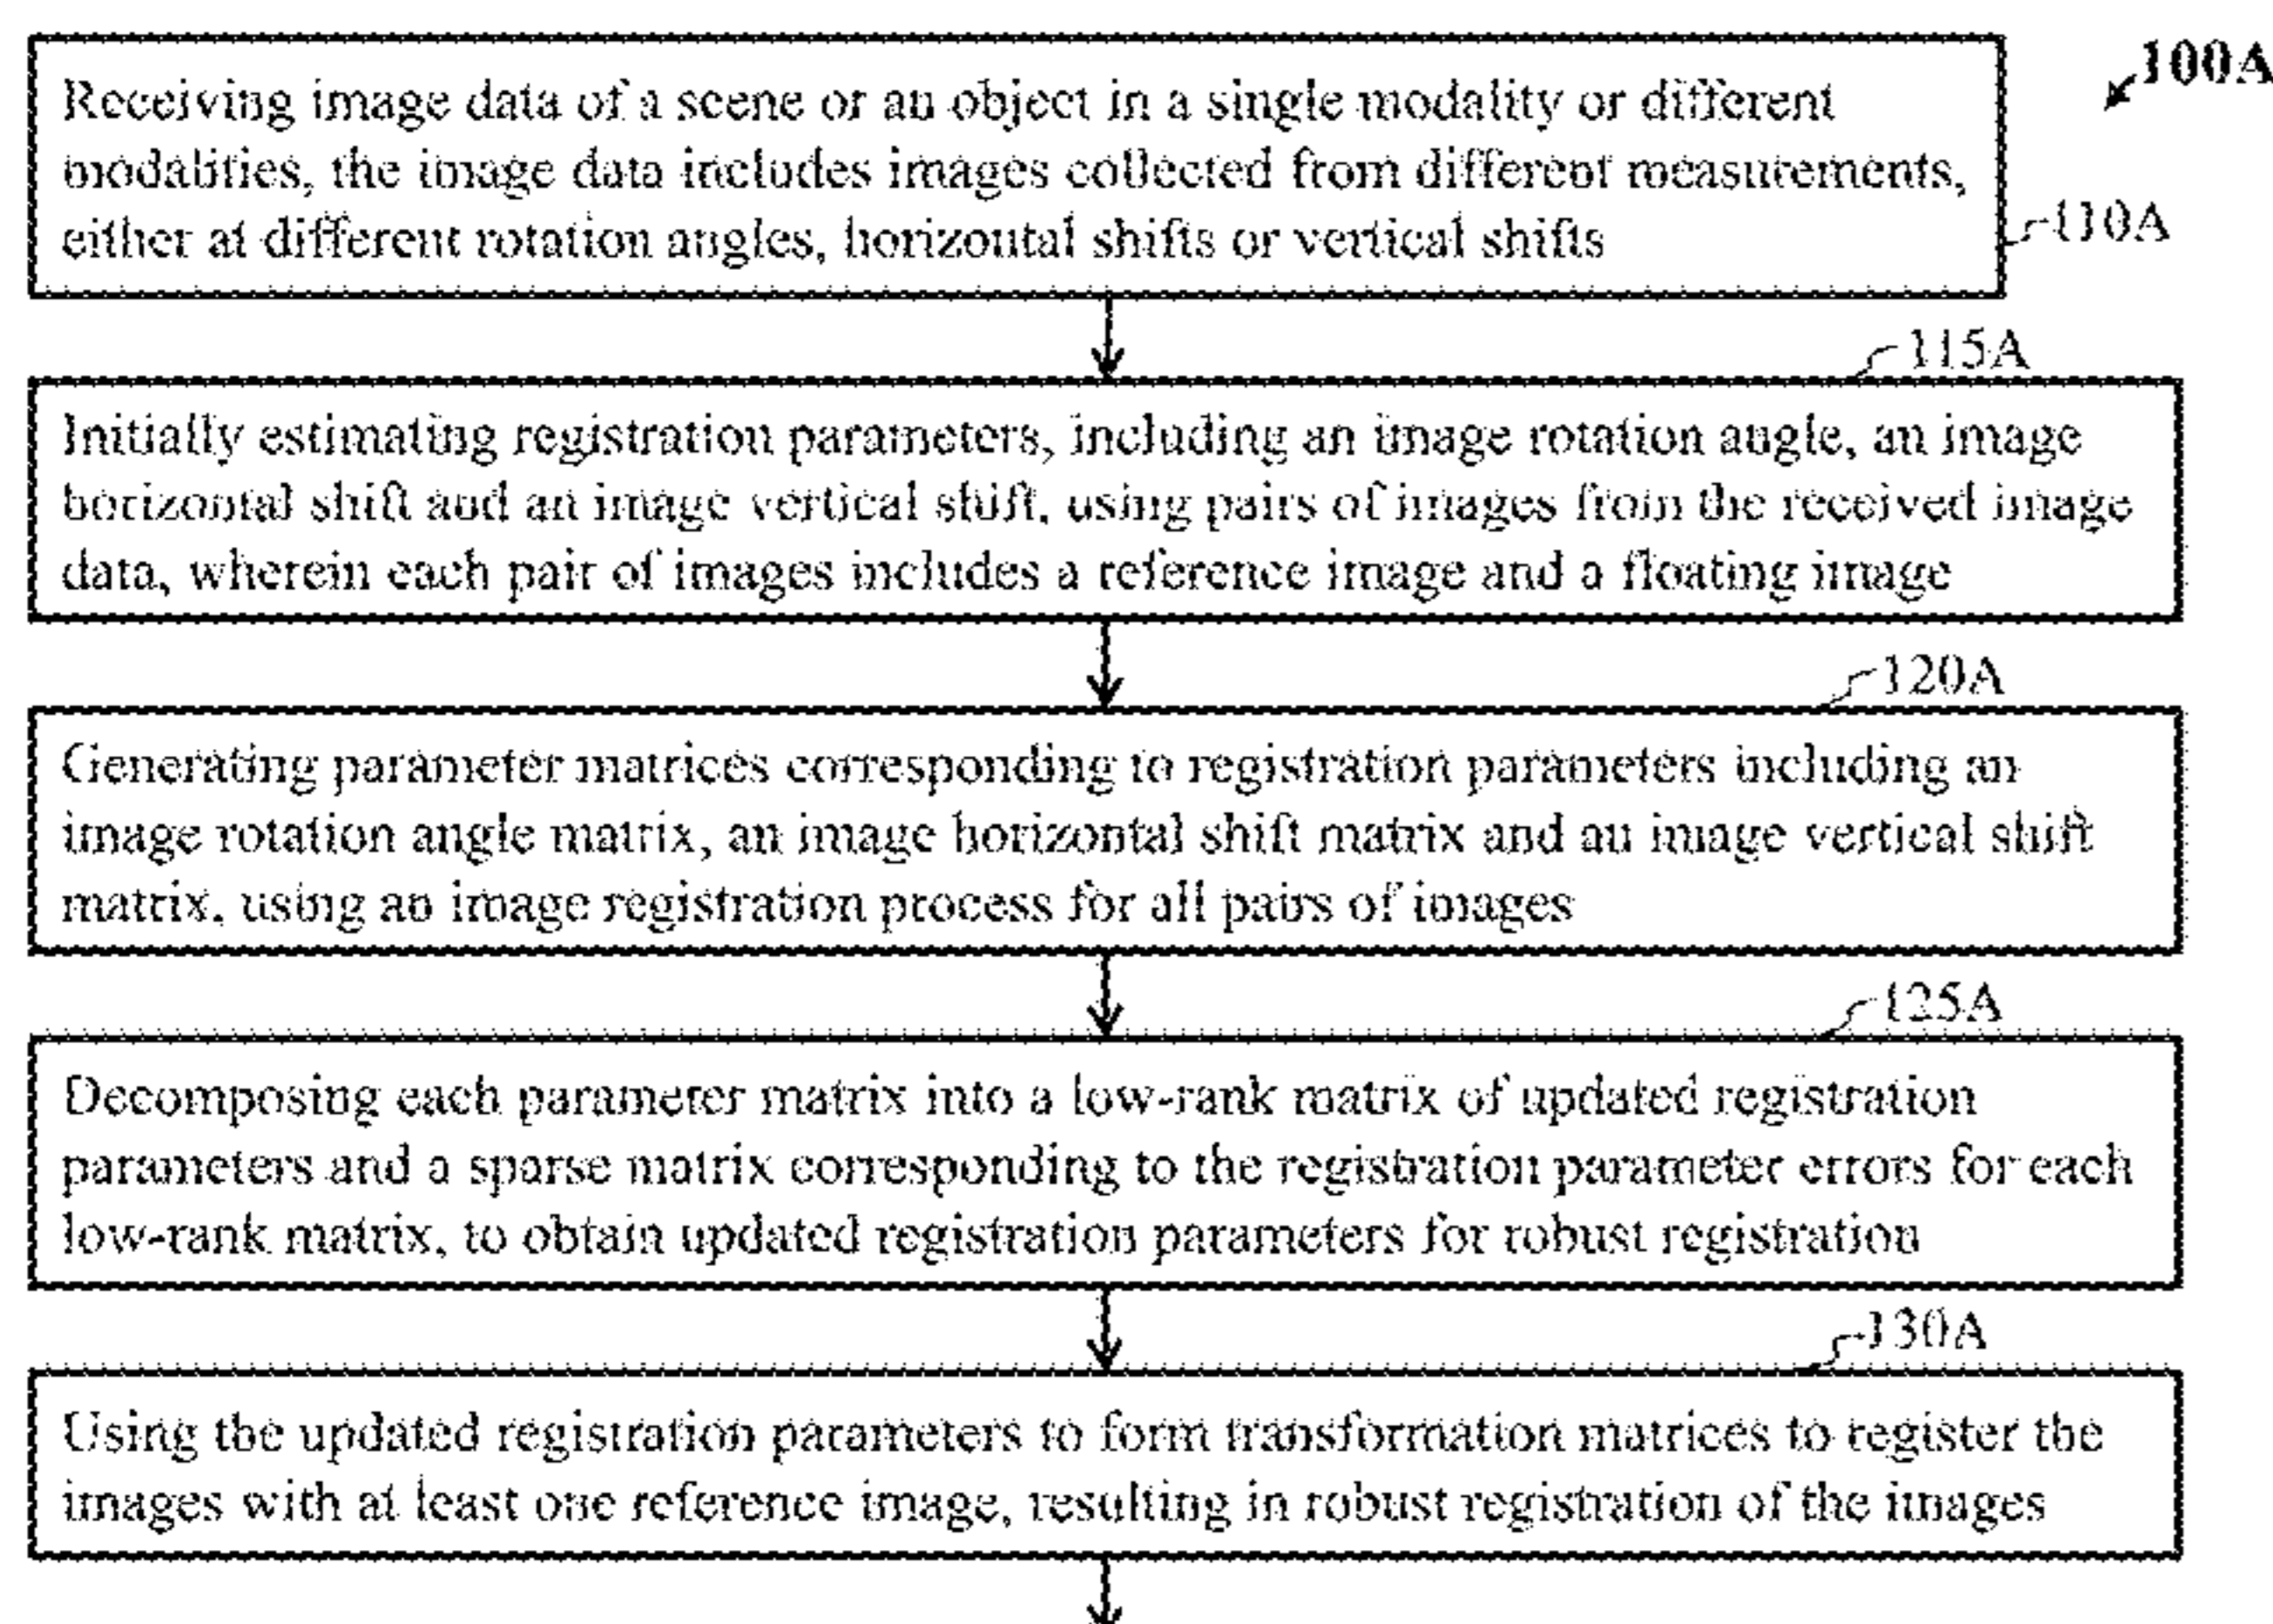 100A
Receiving image data of a scene or an object in a single modality or different
modalities, the image data includes images collected from different measurements,
either at different rotation angles, horizontal shifts or vertical shifts
110A
115A
Initially estimating registration parameters, including an image rotation angle, an image
horizontal shift and an image vertical shift, using pairs of images from the received image
data, wherein each pair of images includes a reference image and a floating image
120A
Generating parameter matrices corresponding to registration parameters including an
image rotation angle matrix, an image horizontal shift matrix and an image vertical shift
matrix, using an image registration process for all pairs of images
125A
Decomposing each parameter matrix into a low-rank matrix of updated registration
parameters and a sparse matrix corresponding to the registration parameter errors for each
low-rank matrix, to obtain updated registration parameters for robust registration
130A
Using the updated registration parameters to form transformation matrices to register the
images with at least one reference image, resulting in robust registration of the images